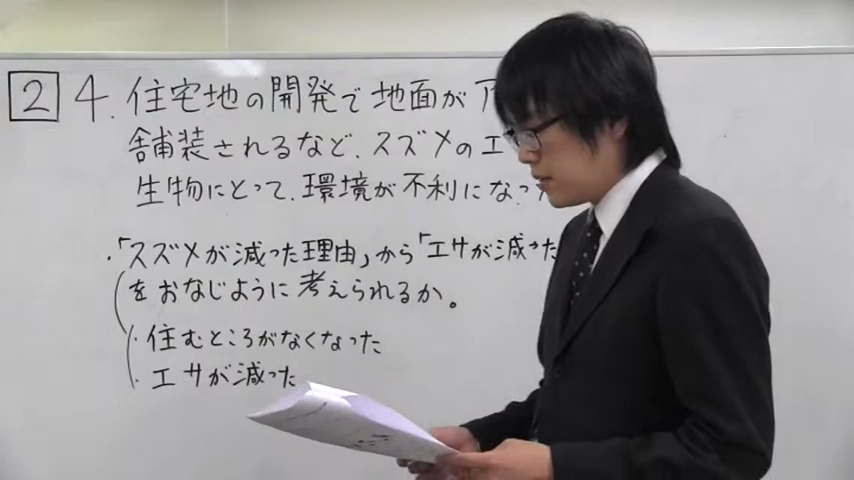 2 4. 住宅地の開発で地面がア
舗装されるなど、スズメのエ
生物にとって、環境が不利になった
・「スズメが減った理由」から「エサが減った
をおなじように考えられるか。
・住むところがなくなった
・エサが減った